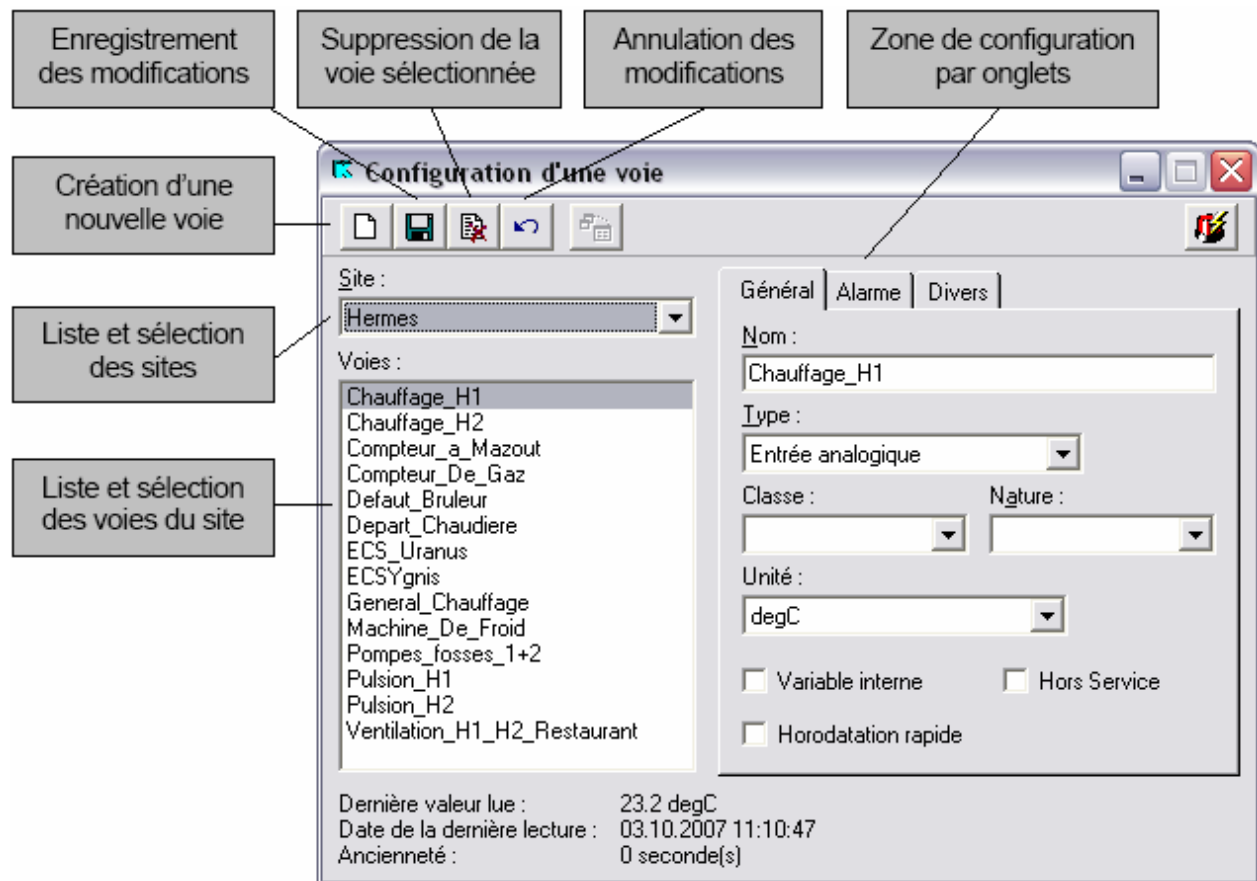 Enregistrement
des modifications
Suppression de la
voie sélectionnée
Annulation des
modifications
Zone de configuration
par onglets
Création d'une
nouvelle voie
Liste et sélection
des sites
Liste et sélection
des voies du site
Configuration d'une voie
Site :
Hermes
Voies :
Chauffage_H1
Chauffage_H2
Compteur_a_Mazout
Compteur_De_Gaz
Defaut_Bruleur
Depart_Chaudiere
ECS_Uranus
ECSYgnis
General_Chauffage
Machine_De_Froid
Pompes_fosses_1+2
Pulsion_H1
Pulsion_H2
Ventilation_H1_H2_Restaurant
Général Alarme Divers
Nom :
Chauffage_H1
Type :
Entrée analogique
Classe : Nature :
Unité :
degC
Variable interne Hors Service
Horodatation rapide
Dernière valeur lue : 23.2 degC
Date de la dernière lecture : 03.10.2007 11:10:47
Ancienneté : 0 seconde(s)